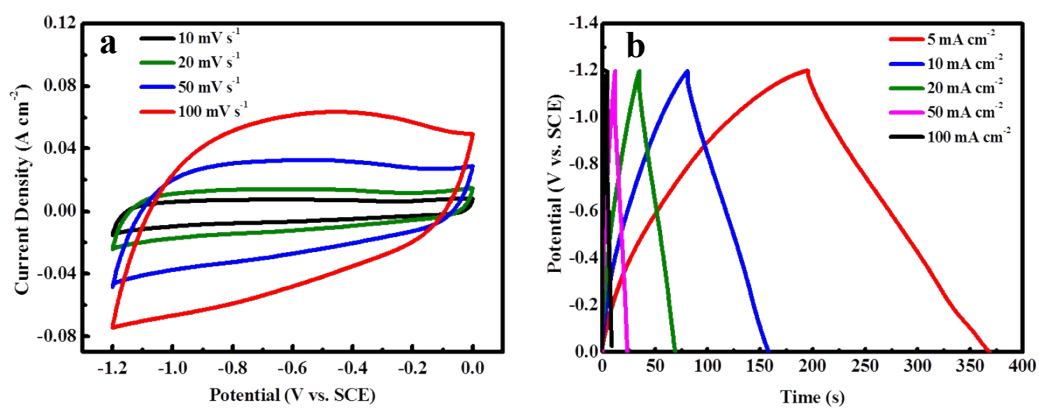 a
10 mV s⁻¹
20 mV s⁻¹
50 mV s⁻¹
100 mV s⁻¹
0.12
0.08
0.04
0.00
-0.04
-0.08
Current Density (A cm⁻²)
-1.2 -1.0 -0.8 -0.6 -0.4 -0.2 0.0
Potential (V vs. SCE)
b
5 mA cm⁻²
10 mA cm⁻²
20 mA cm⁻²
50 mA cm⁻²
100 mA cm⁻²
-1.4
-1.2
-1.0
-0.8
-0.6
-0.4
-0.2
0.0
Potential (V vs. SCE)
0 50 100 150 200 250 300 350 400
Time (s)